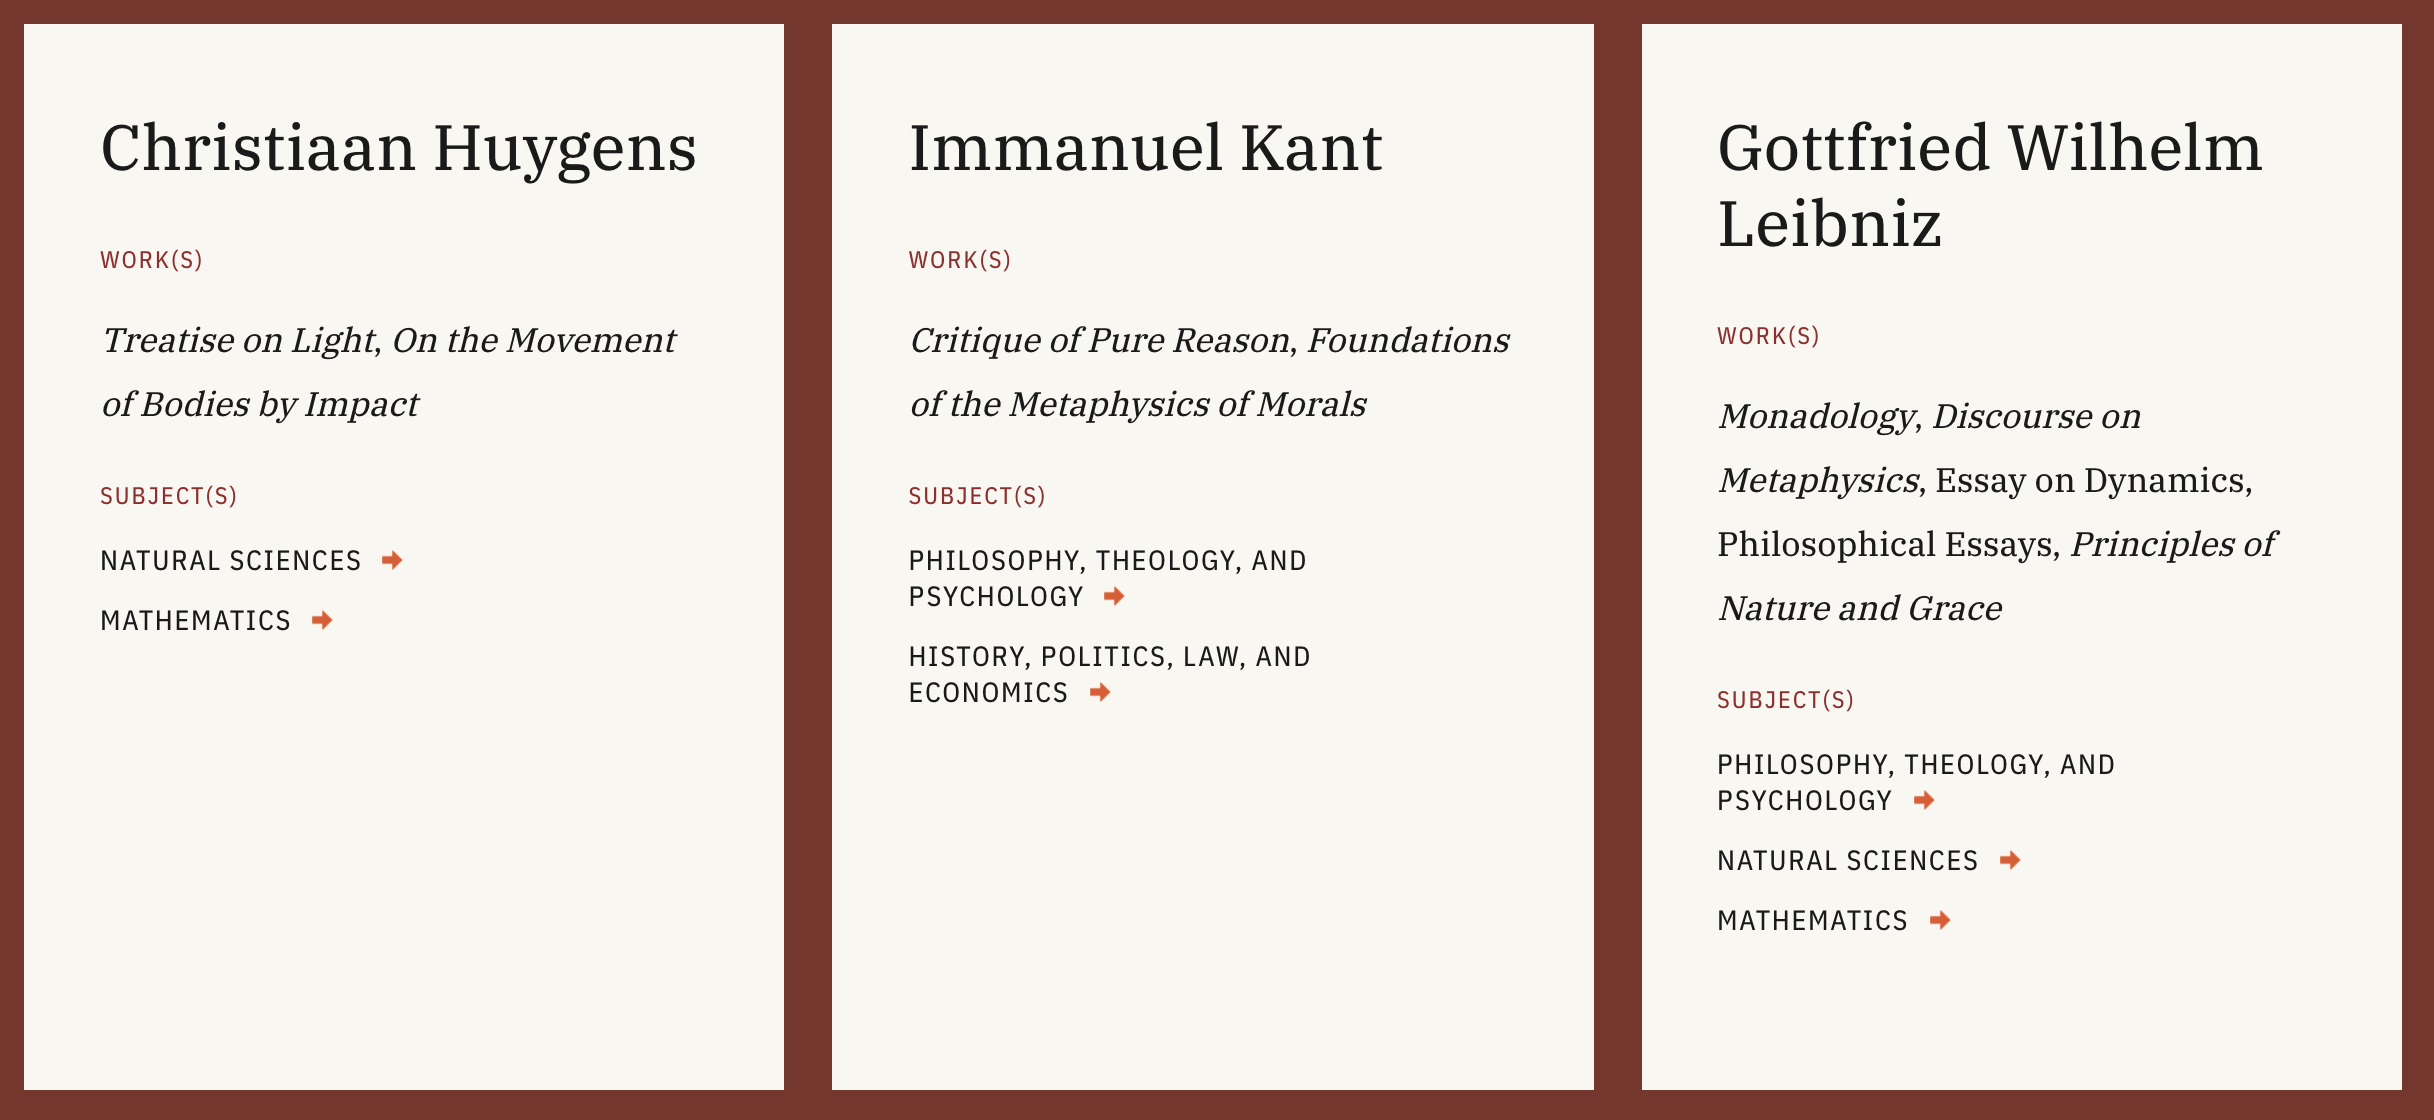 Christiaan Huygens
WORK(S)
Treatise on Light, On the Movement
of Bodies by Impact
SUBJECT(S)
NATURAL SCIENCES
MATHEMATICS
Immanuel Kant
WORK(S)
Critique of Pure Reason, Foundations
of the Metaphysics of Morals
SUBJECT(S)
PHILOSOPHY, THEOLOGY, AND
PSYCHOLOGY
HISTORY, POLITICS, LAW, AND
ECONOMICS
Gottfried Wilhelm
Leibniz
WORK(S)
Monadology, Discourse on
Metaphysics, Essay on Dynamics,
Philosophical Essays, Principles of
Nature and Grace
SUBJECT(S)
PHILOSOPHY, THEOLOGY, AND
PSYCHOLOGY
NATURAL SCIENCES
MATHEMATICS